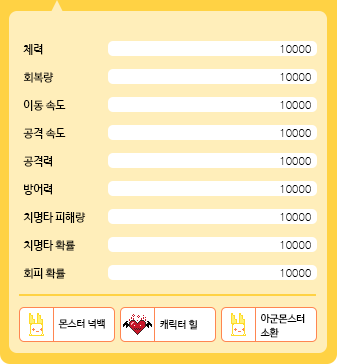 체력 10000
회복량 10000
이동 속도 10000
공격 속도 10000
공격력 10000
방어력 10000
치명타 피해량 10000
치명타 확률 10000
회피 확률 10000
몬스터 넉백
캐릭터 힐
아군몬스터
소환